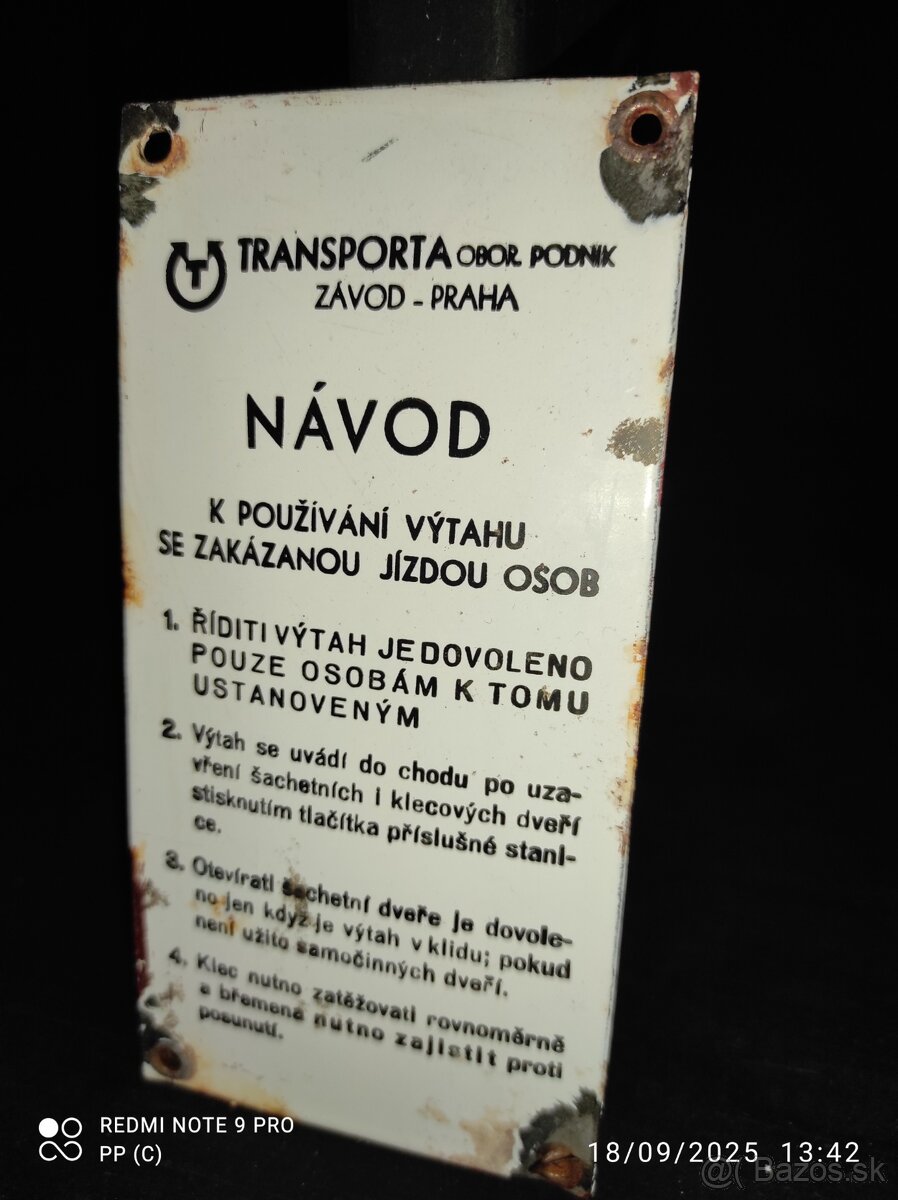 T TRANSPORTA OBOR. PODNIK
ZÁVOD - PRAHA
NÁVOD
K POUŽÍVÁNÍ VÝTAHU
SE ZAKÁZANOU JÍZDOU OSOB
1. ŘÍDITI VÝTAH JE DOVOLENO
POUZE OSOBÁM K TOMU
USTANOVENÝM
2. Výtah se uvádí do chodu po uza-
vření šachetních i klecových dveří
stisknutím tlačítka příslušné stani-
ce.
3. Otevírati šachetní dveře je dovole-
no jen když je výtah v klidu; pokud
není užito samočinných dveří.
4. Klec nutno zatěžovati rovnoměrně
a břemena nutno zajistit proti
posunutí.
REDMI NOTE 9 PRO
PP (C)
18/09/2025 13:42
@( Bazos.sk